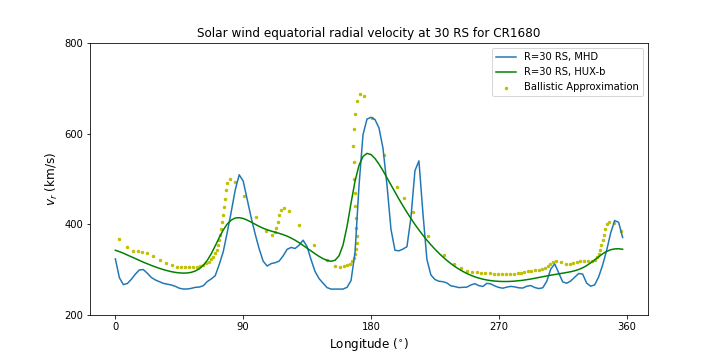 Solar wind equatorial radial velocity at 30 RS for CR1680
800
600
400
200
v_r (km/s)
R=30 RS, MHD
R=30 RS, HUX-b
Ballistic Approximation
0
90
180
270
360
Longitude (°)